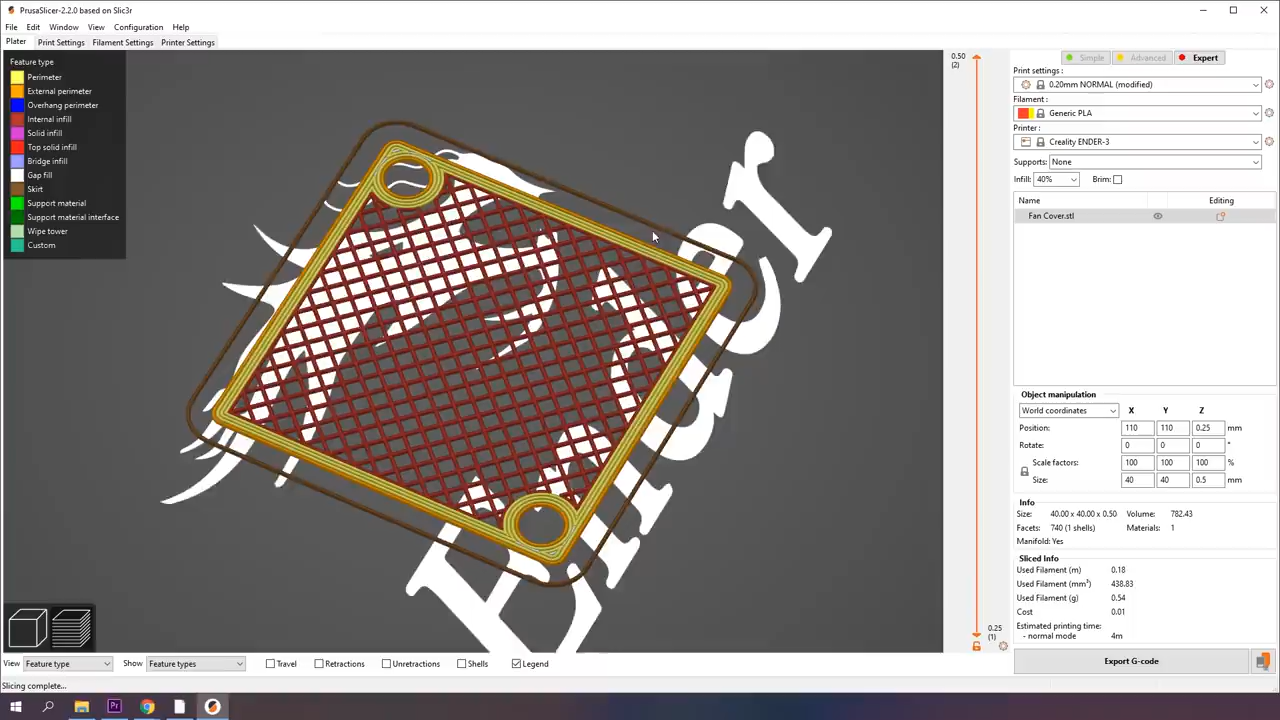 PrusaSlicer-2.2.0 based on Slic3r
File Edit Window View Configuration Help
Plater Print Settings Filament Settings Printer Settings
Feature type
Perimeter
External perimeter
Overhang perimeter
Internal infill
Solid infill
Top solid infill
Bridge infill
Gap fill
Skirt
Support material
Support material interface
Wipe tower
Custom
Ender
0.50
(2)
0.25
(1)
Simple Advanced Expert
Print settings :
0.20mm NORMAL (modified)
Filament :
Generic PLA
Printer :
Creality ENDER-3
Supports: None
Infill: 40% Brim:
Name Editing
Fan Cover.stl
Object manipulation
World coordinates X Y Z
Position: 110 110 0.25 mm
Rotate: 0 0 0 °
Scale factors: 100 100 100 %
Size: 40 40 0.5 mm
Info
Size: 40.00 x 40.00 x 0.50 Volume: 782.43
Facets: 740 (1 shells) Materials: 1
Manifold: Yes
Sliced Info
Used Filament (m) 0.18
Used Filament (mm³) 438.83
Used Filament (g) 0.54
Cost 0.01
Estimated printing time:
- normal mode 4m
Export G-code
View Feature type Show Feature types Travel Retractions Unretractions Shells Legend
Slicing complete...
Pr